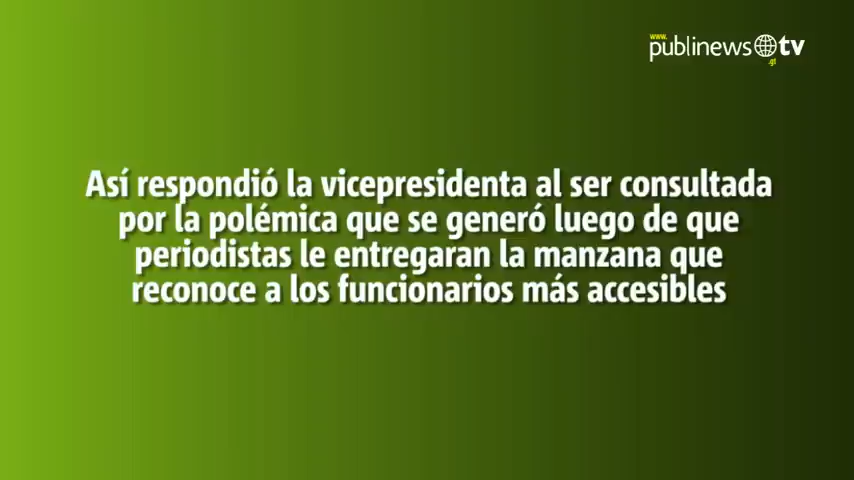 www.
publinews tv
.gt
Así respondió la vicepresidenta al ser consultada
por la polémica que se generó luego de que
periodistas le entregaran la manzana que
reconoce a los funcionarios más accesibles